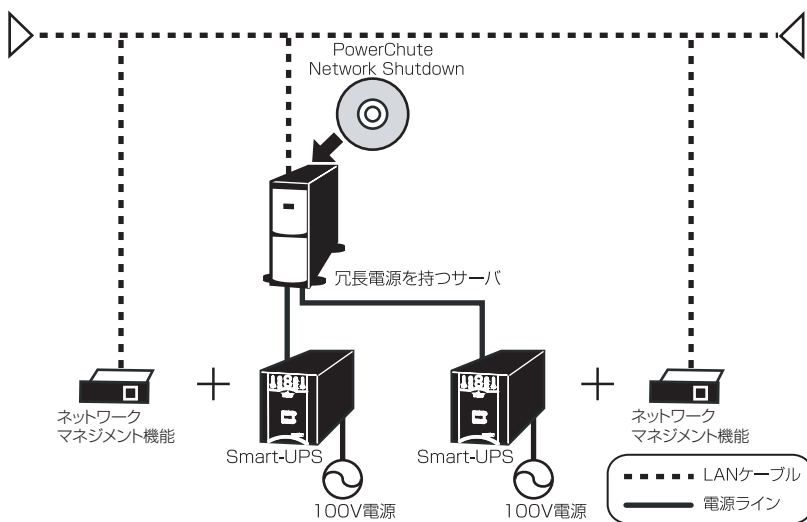 PowerChute
Network Shutdown
冗長電源を持つサーバ
ネットワーク
マネジメント機能
Smart-UPS
Smart-UPS
ネットワーク
マネジメント機能
100V電源
100V電源
LANケーブル
電源ライン